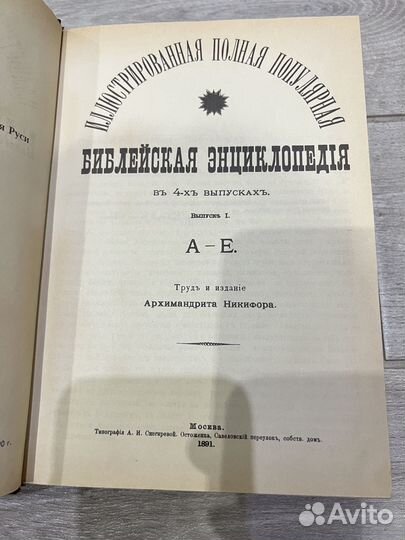 я Руси
ИЛЛЮСТРИРОВАННАЯ ПОЛНАЯ ПОПУЛЯРНАЯ
БИБЛЕЙСКАЯ ЭНЦИКЛОПЕДІЯ
ВЪ 4-ХЪ ВЫПУСКАХЪ.
Выпускъ I.
А – Е.
Трудъ и изданіе
Архимандрита Никифора.
Москва.
Типографія А. И. Снегиревой. Остоженка, Савеловскій переулокъ, собств. домъ.
1891.
0 г.
Avito